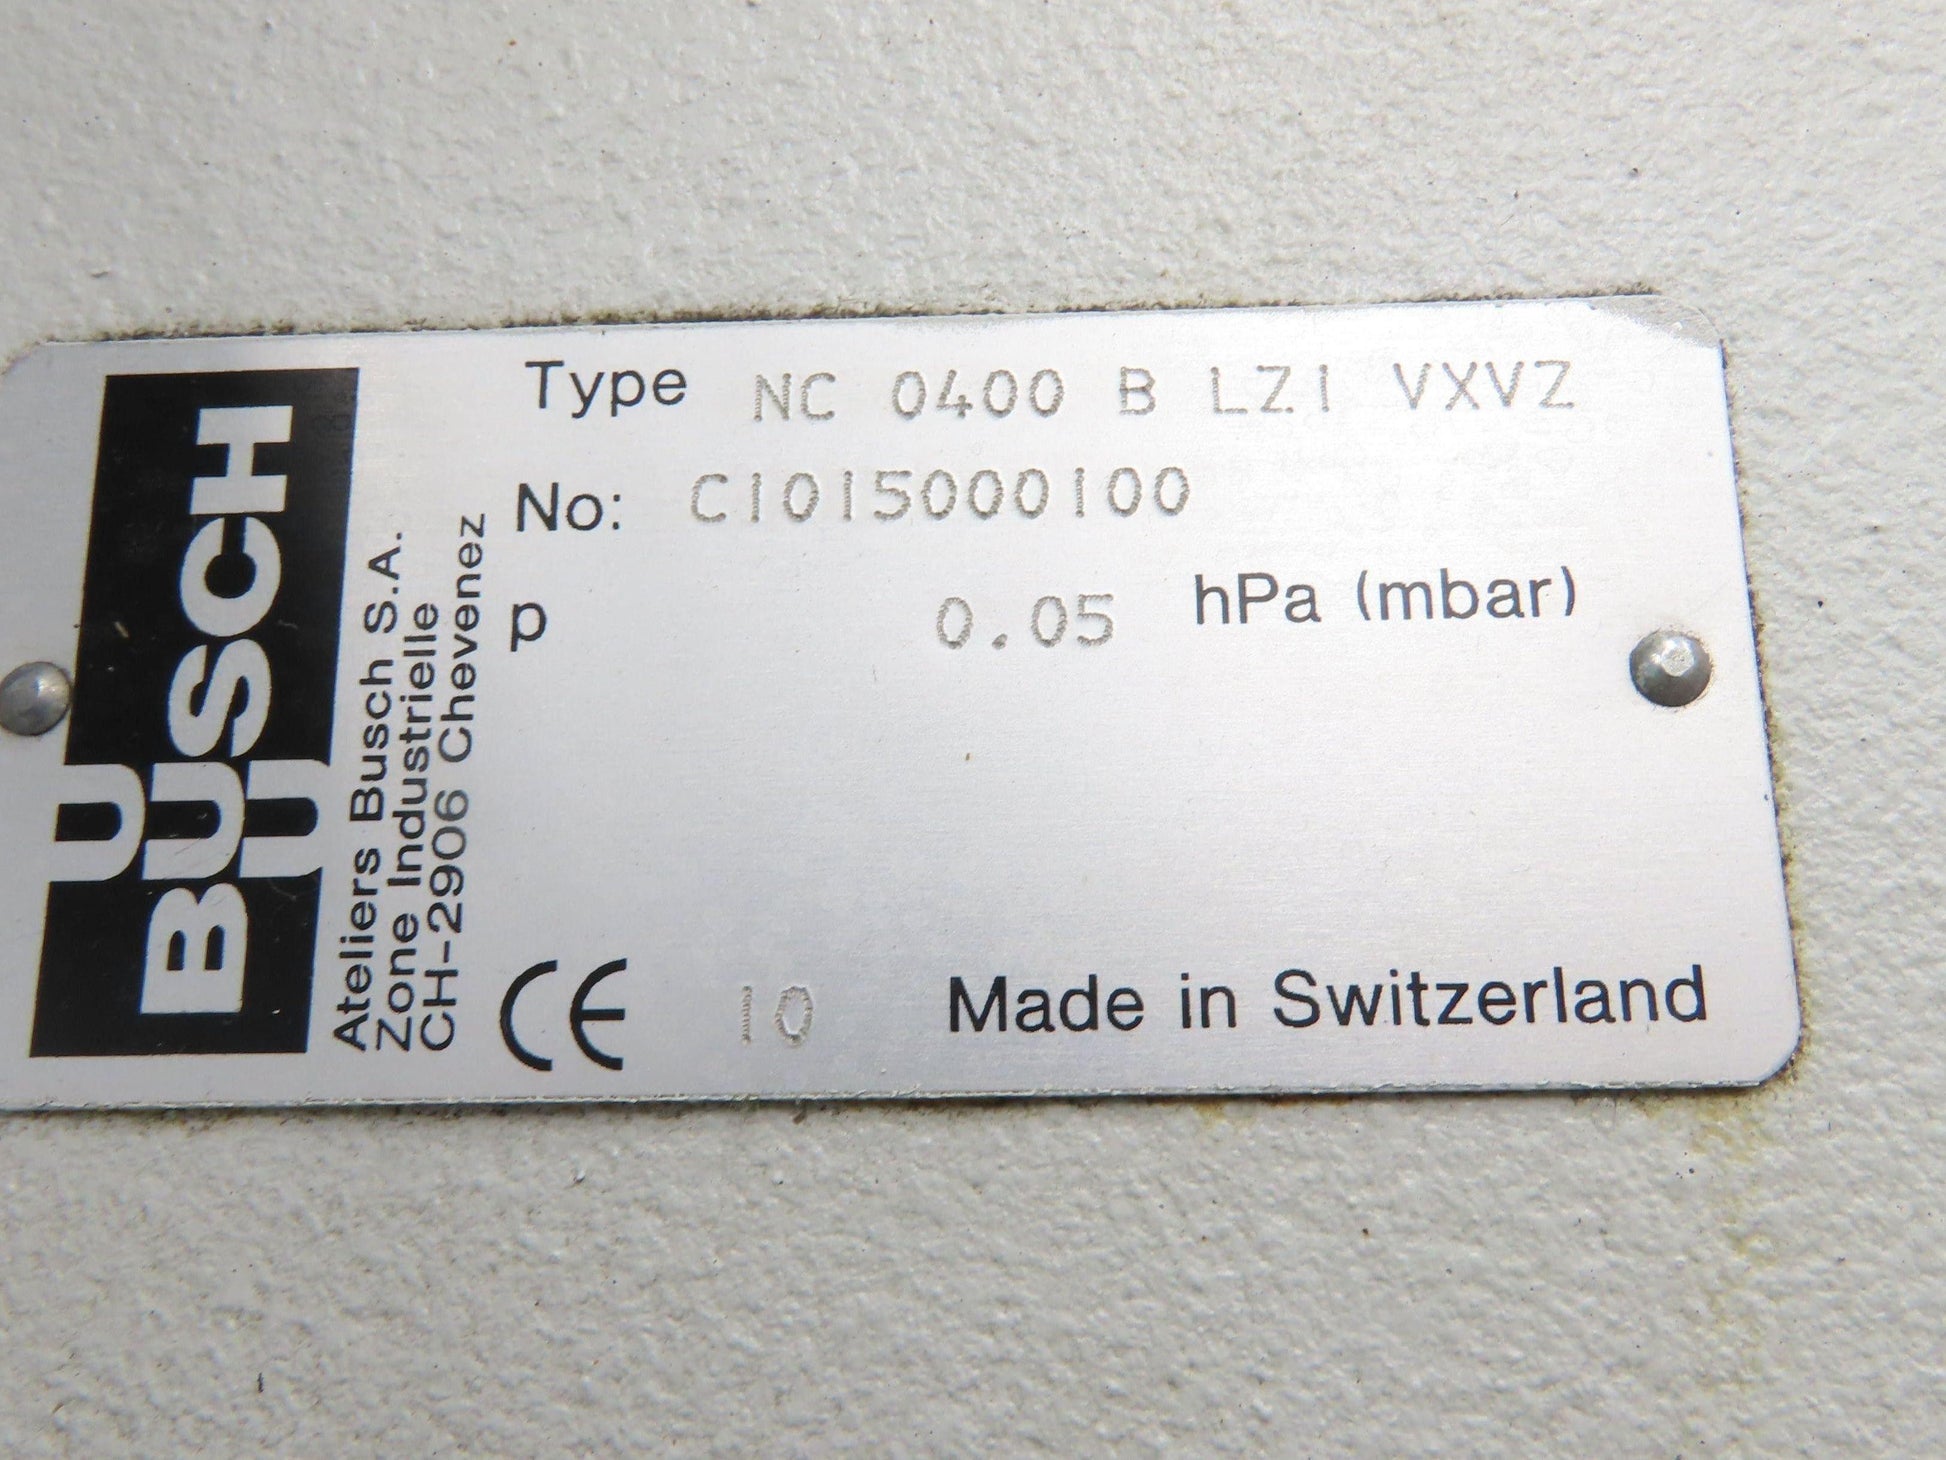 BUSCH
Ateliers Busch S.A.
Zone Industrielle
CH-2906 Chevenez
Type NC 0400 B LZI VXVZ
No: C1015000100
p 0.05 hPa (mbar)
CE 10 Made in Switzerland